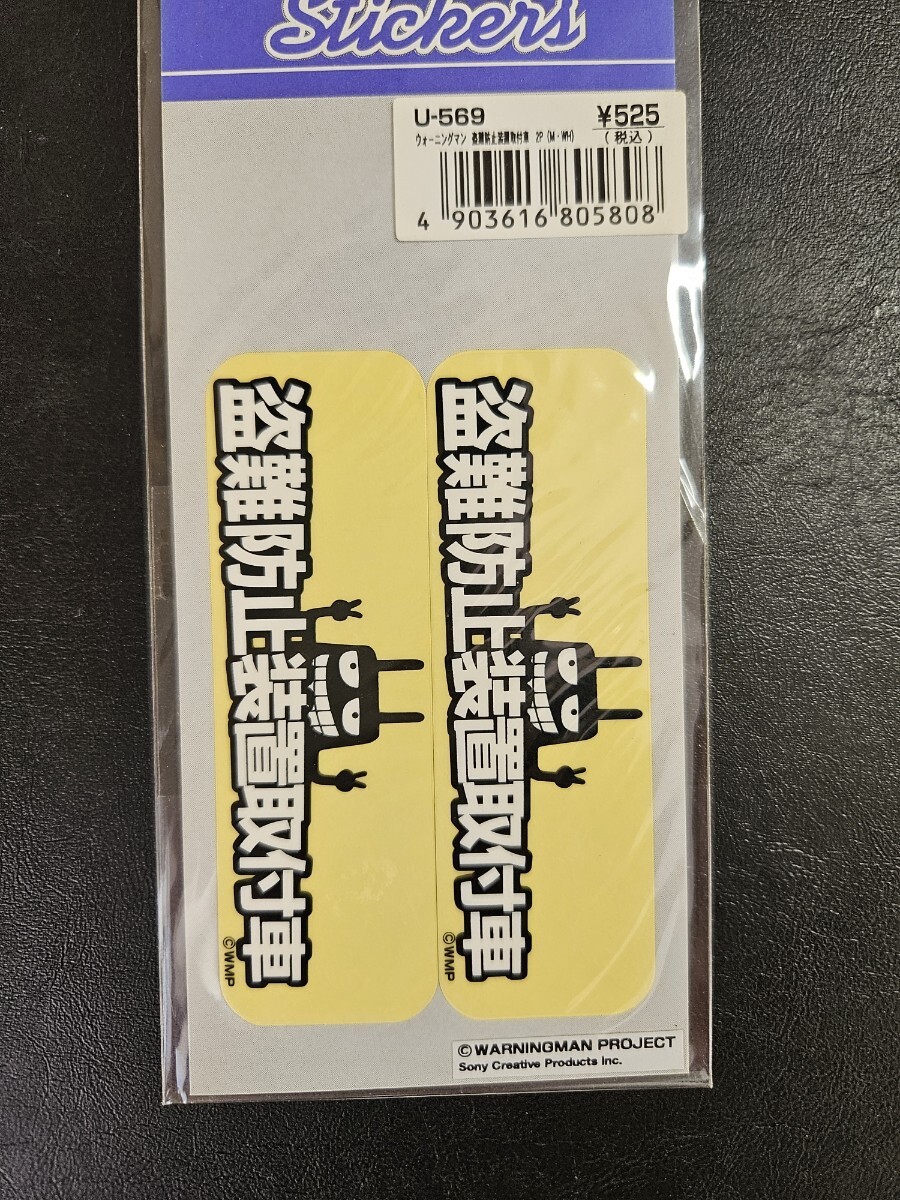 Stickers
U-569
¥525
ウォーニングマン 盗難防止装置取付車 2P (M・WH)
(税込)
4 903616 805808
盗難防止装置取付車
©WMP
盗難防止装置取付車
©WMP
© WARNINGMAN PROJECT
Sony Creative Products Inc.